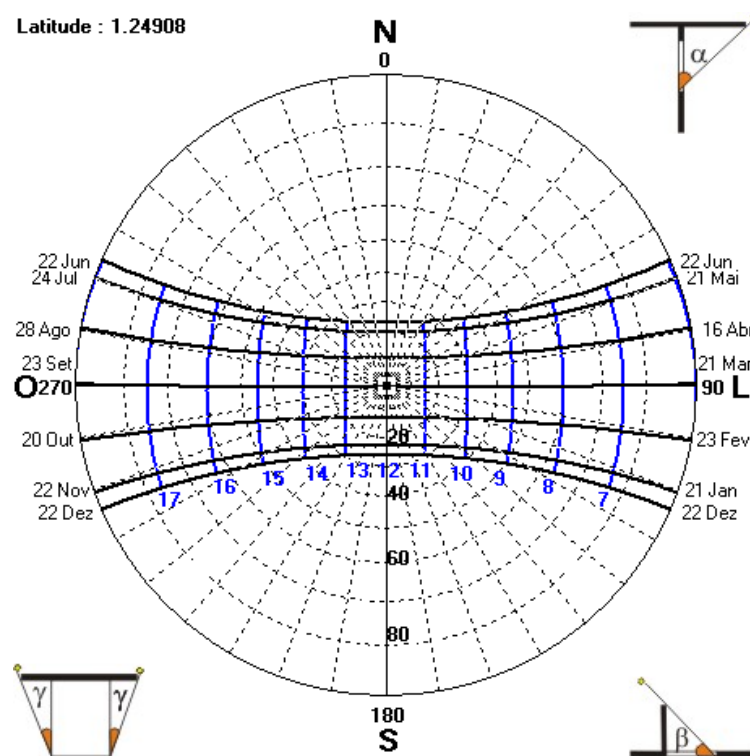 Latitude : 1.24908
N
0
α
22 Jun
24 Jul
28 Ago
23 Set
O 270
20 Out
22 Nov
22 Dez
22 Jun
21 Mai
16 Abr
21 Mar
90 L
23 Fev
21 Jan
22 Dez
20
17 16 15 14 13 12 11 10 9 8 7
40
60
80
180
S
γ γ
β